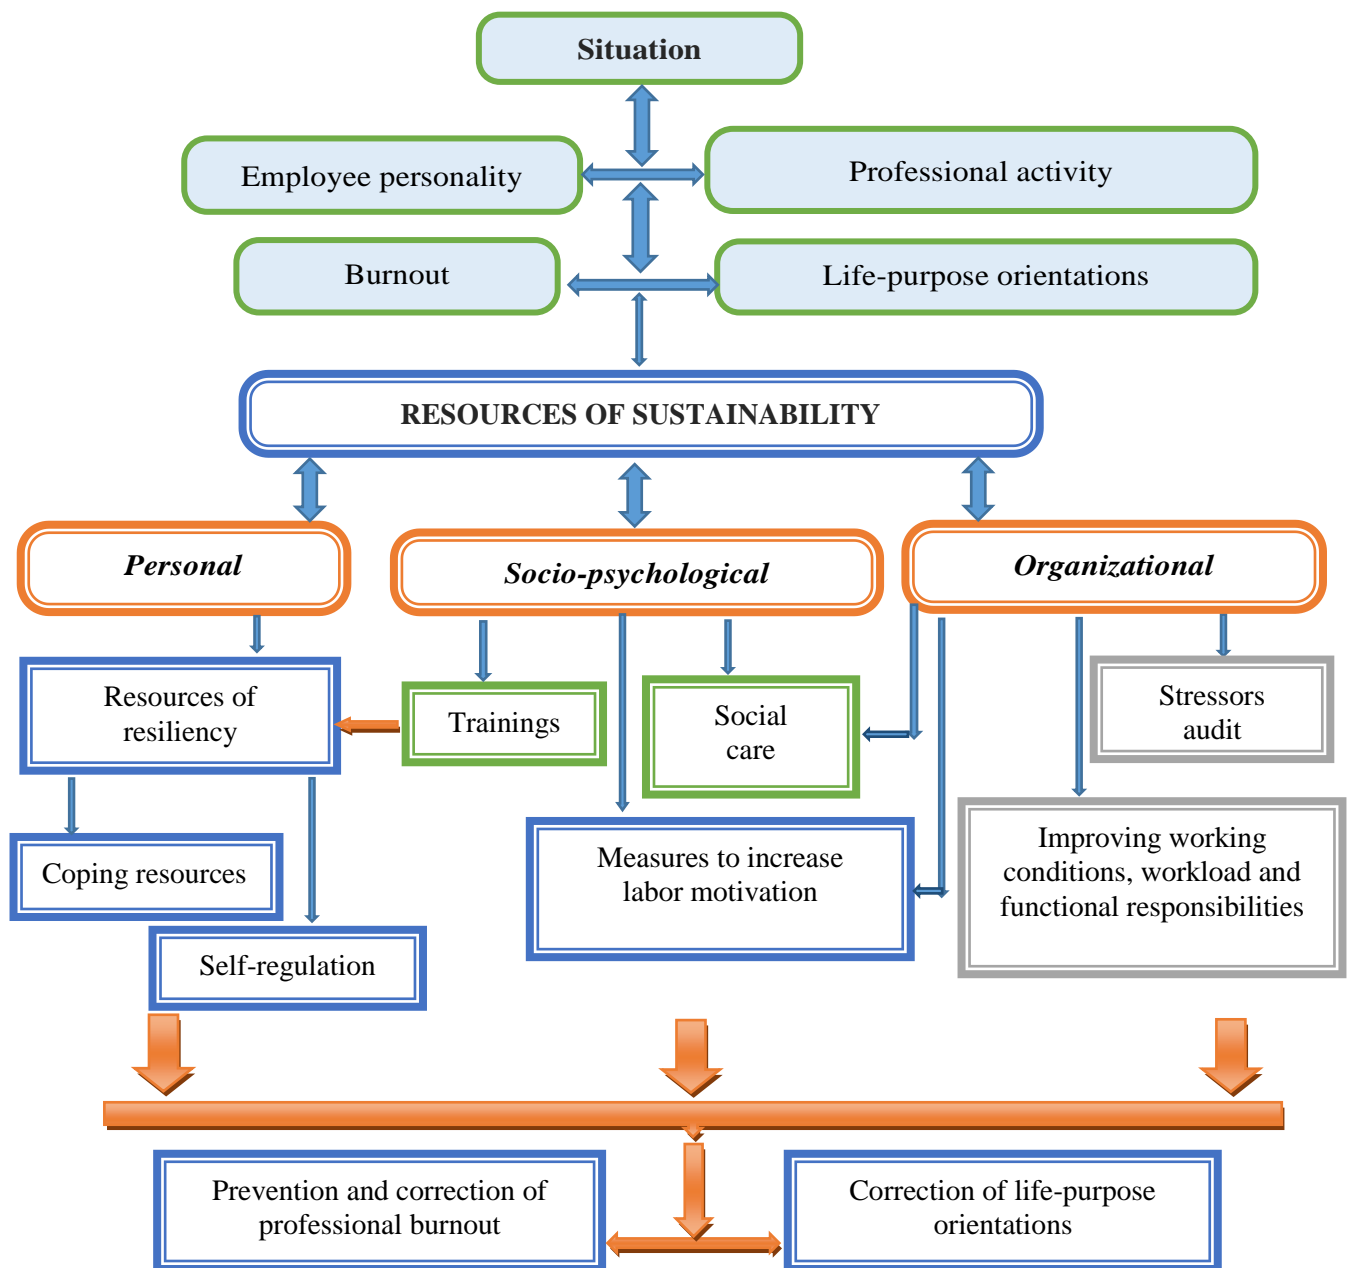 Situation
Employee personality
Professional activity
Burnout
Life-purpose orientations
RESOURCES OF SUSTAINABILITY
Personal
Socio-psychological
Organizational
Resources of
resiliency
Trainings
Social
care
Stressors
audit
Coping resources
Self-regulation
Measures to increase
labor motivation
Improving working
conditions, workload and
functional responsibilities
Prevention and correction of
professional burnout
Correction of life-purpose
orientations